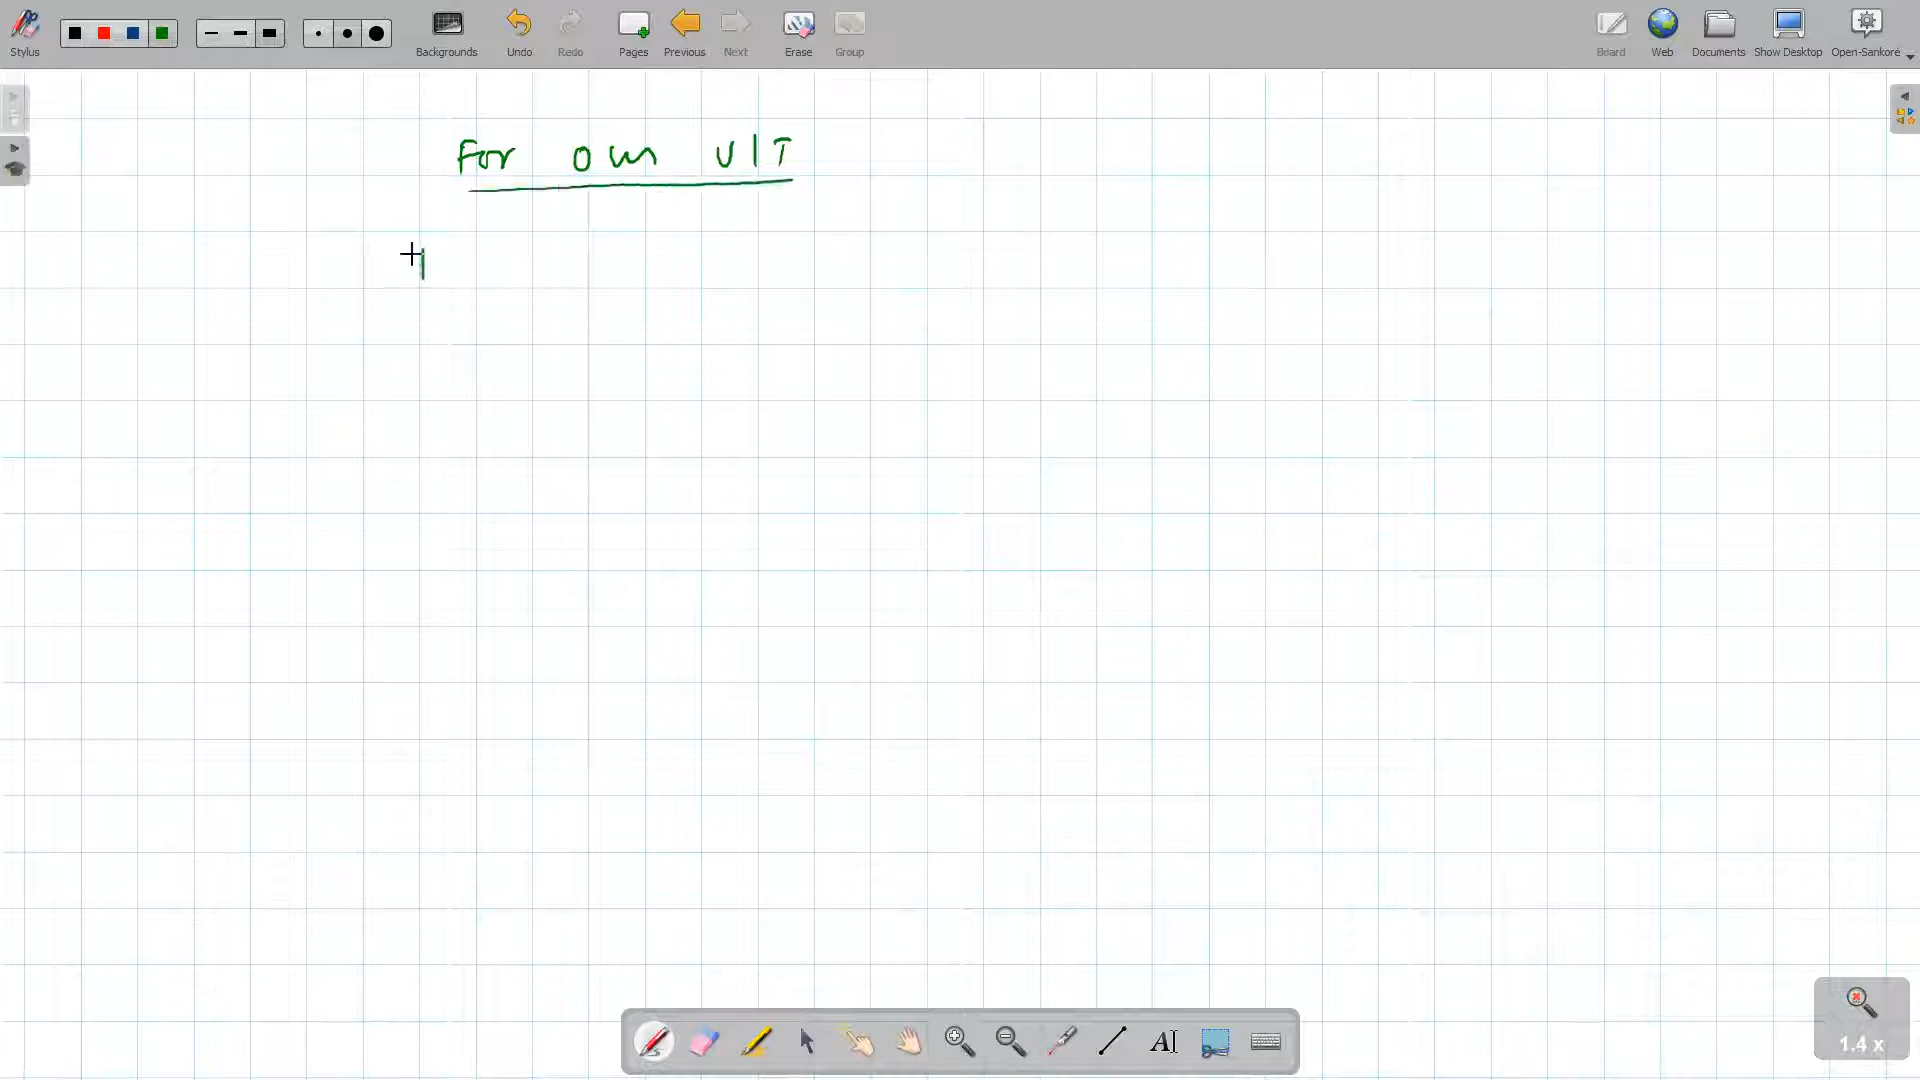 Stylus Backgrounds Undo Redo Pages Previous Next Erase Group Board Web Documents Show Desktop Open-Sankoré
For our UIT
1.4 x